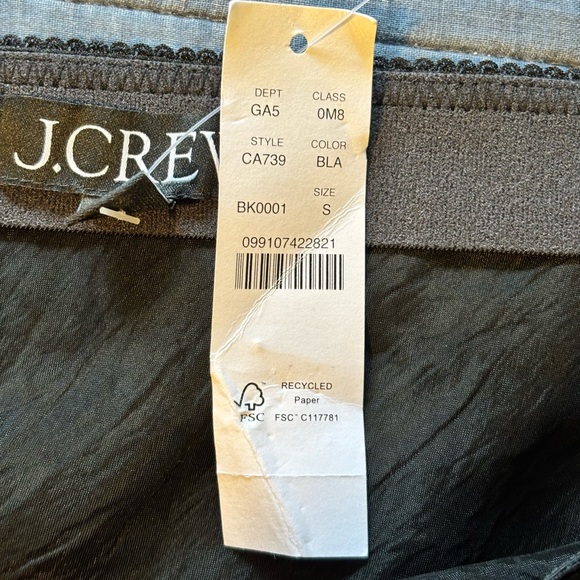 J.CREW
DEPT CLASS
GA5 0M8
STYLE COLOR
CA739 BLA
SIZE
BK0001 S
099107422821
RECYCLED
Paper
FSC FSC™ C117781